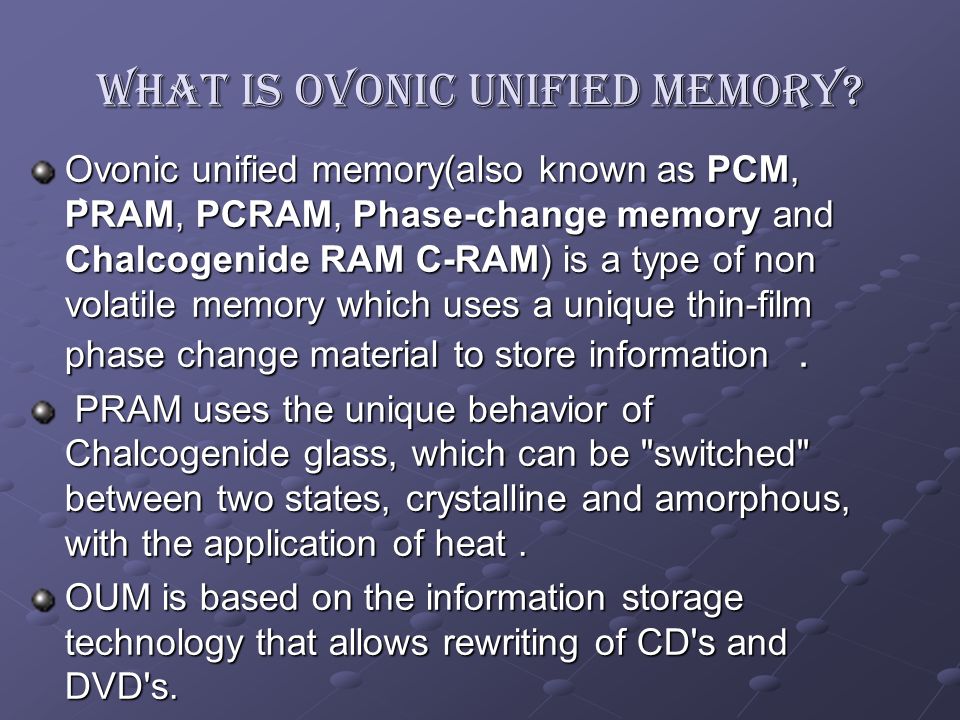 WHAT IS OVONIC UNIFIED MEMORY?
Ovonic unified memory(also known as PCM,
PRAM, PCRAM, Phase-change memory and
Chalcogenide RAM C-RAM) is a type of non
volatile memory which uses a unique thin-film
phase change material to store information .
PRAM uses the unique behavior of
Chalcogenide glass, which can be "switched"
between two states, crystalline and amorphous,
with the application of heat .
OUM is based on the information storage
technology that allows rewriting of CD's and
DVD's.